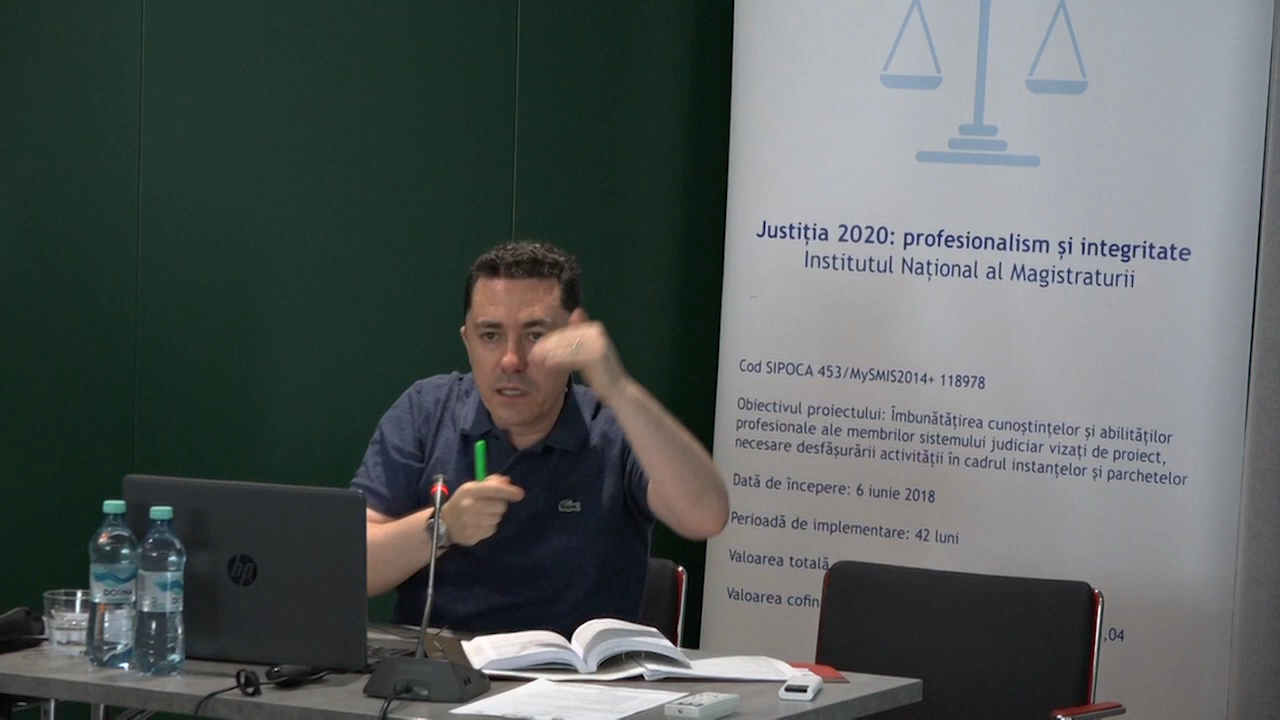 Justiția 2020: profesionalism și integritate
Institutul Național al Magistraturii
Cod SIPOCA 453/MySMIS2014+ 118978
Obiectivul proiectului: Îmbunătățirea cunoștințelor și abilităților
profesionale ale membrilor sistemului judiciar vizați de proiect,
necesare desfășurării activității în cadrul instanțelor și parchetelor
Dată de începere: 6 iunie 2018
Perioadă de implementare: 42 luni
Valoarea totală
Valoarea cofin
,04
hp
DORNA